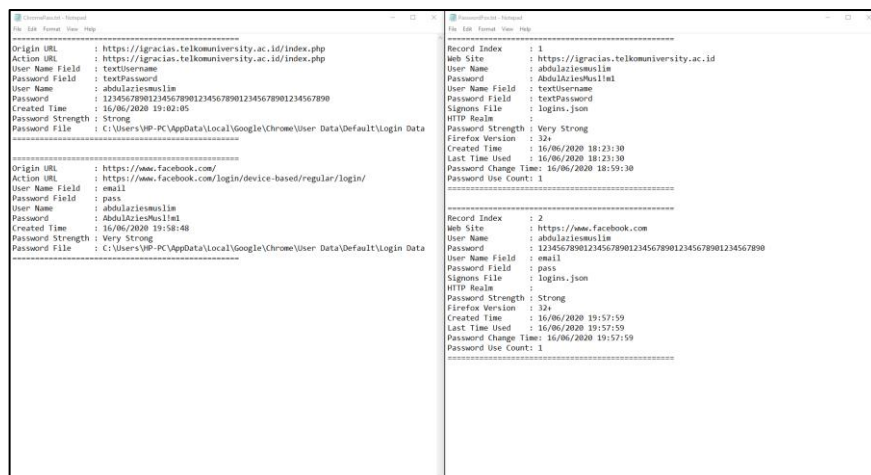 ChromePass.txt - Notepad
File Edit Format View Help
==================================================
Origin URL : https://igracias.telkomuniversity.ac.id/index.php
Action URL : https://igracias.telkomuniversity.ac.id/index.php
User Name Field : textUsername
Password Field : textPassword
User Name : abdulaziesmuslim
Password : 12345678901234567890123456789012345678901234567890
Created Time : 16/06/2020 19:02:05
Password Strength : Strong
Password File : C:\Users\HP-PC\AppData\Local\Google\Chrome\User Data\Default\Login Data
==================================================
==================================================
Origin URL : https://www.facebook.com/
Action URL : https://www.facebook.com/login/device-based/regular/login/
User Name Field : email
Password Field : pass
User Name : abdulaziesmuslim
Password : AbdulAziesMusl!m1
Created Time : 16/06/2020 19:58:48
Password Strength : Very Strong
Password File : C:\Users\HP-PC\AppData\Local\Google\Chrome\User Data\Default\Login Data
==================================================
PasswordFox.txt - Notepad
File Edit Format View Help
==================================================
Record Index : 1
Web Site : https://igracias.telkomuniversity.ac.id
User Name : abdulaziesmuslim
Password : AbdulAziesMusl!m1
User Name Field : textUsername
Password Field : textPassword
Signons File : logins.json
HTTP Realm :
Password Strength : Very Strong
Firefox Version : 32+
Created Time : 16/06/2020 18:23:30
Last Time Used : 16/06/2020 18:23:30
Password Change Time: 16/06/2020 18:59:30
Password Use Count: 1
==================================================
==================================================
Record Index : 2
Web Site : https://www.facebook.com
User Name : abdulaziesmuslim
Password : 12345678901234567890123456789012345678901234567890
User Name Field : email
Password Field : pass
Signons File : logins.json
HTTP Realm :
Password Strength : Strong
Firefox Version : 32+
Created Time : 16/06/2020 19:57:59
Last Time Used : 16/06/2020 19:57:59
Password Change Time: 16/06/2020 19:57:59
Password Use Count: 1
==================================================